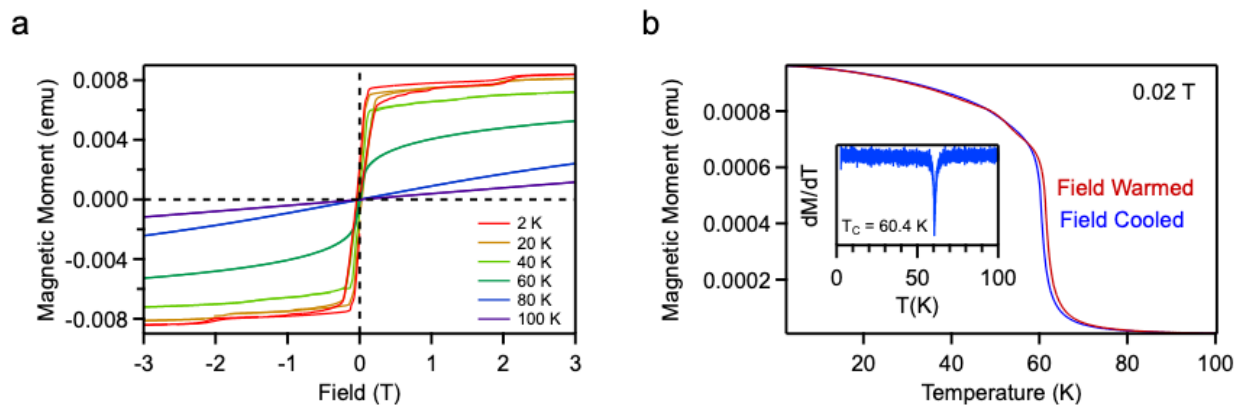 a
0.008
0.004
0.000
-0.004
-0.008
Magnetic Moment (emu)
2 K
20 K
40 K
60 K
80 K
100 K
-3 -2 -1 0 1 2 3
Field (T)
b
0.02 T
0.0008
0.0006
0.0004
0.0002
Magnetic Moment (emu)
dM/dT
T_C = 60.4 K
0 50 100
T(K)
Field Warmed
Field Cooled
20 40 60 80 100
Temperature (K)